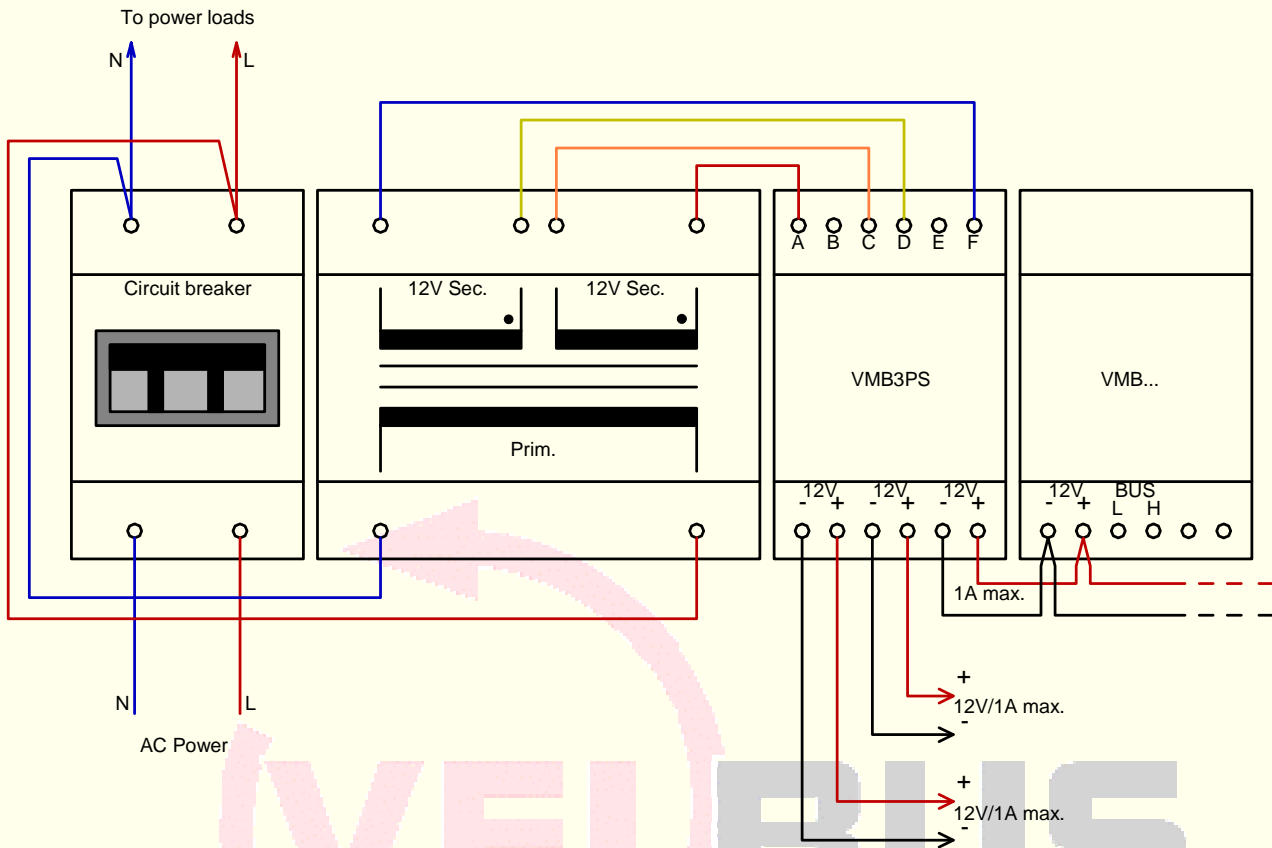 To power loads
N
L
A
B
C
D
E
F
Circuit breaker
12V Sec.
12V Sec.
Prim.
VMB3PS
VMB...
12V
12V
12V
- +
- +
- +
12V
BUS
- +
L
H
1A max.
N
L
AC Power
+
12V/1A max.
-
+
12V/1A max.
-
VELBUS